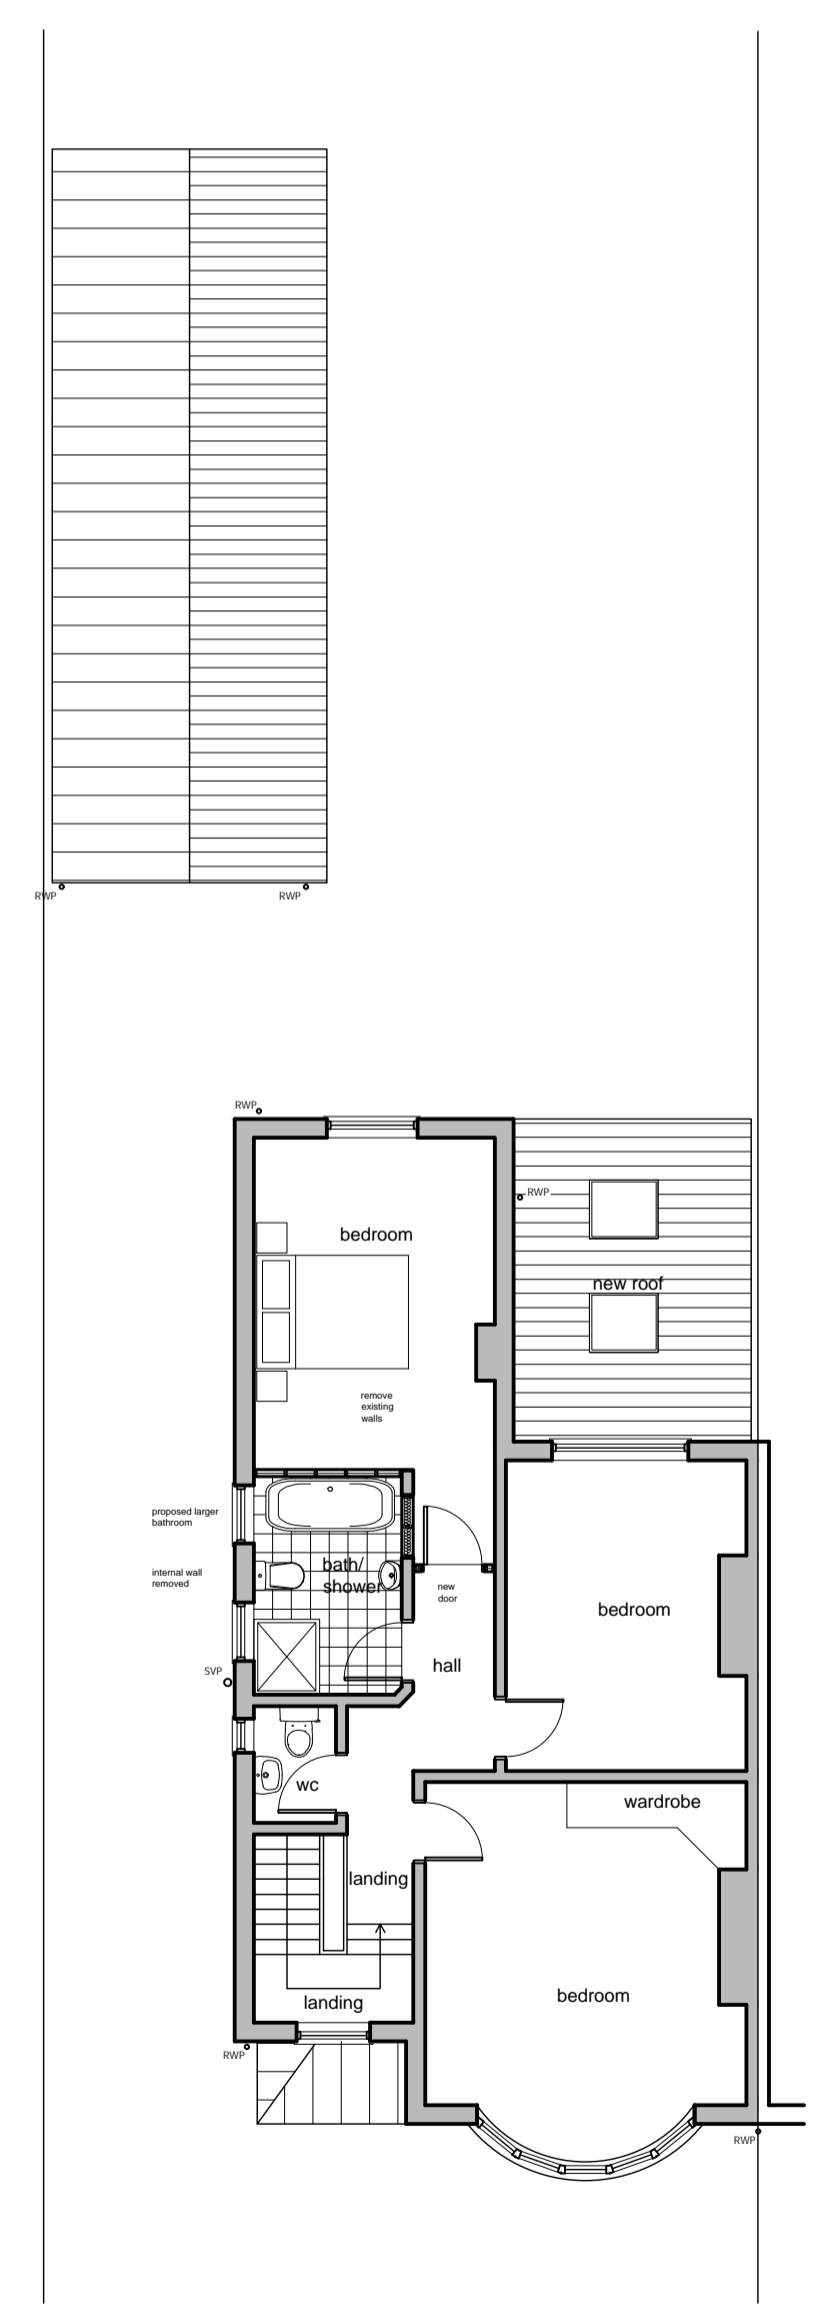 RWP
RWP
RWP
RWP
bedroom
new roof
remove
existing
walls
proposed larger
bathroom
internal wall
removed
bath/
shower
new
door
bedroom
hall
SVP
wc
wardrobe
landing
bedroom
landing
RWP
RWP